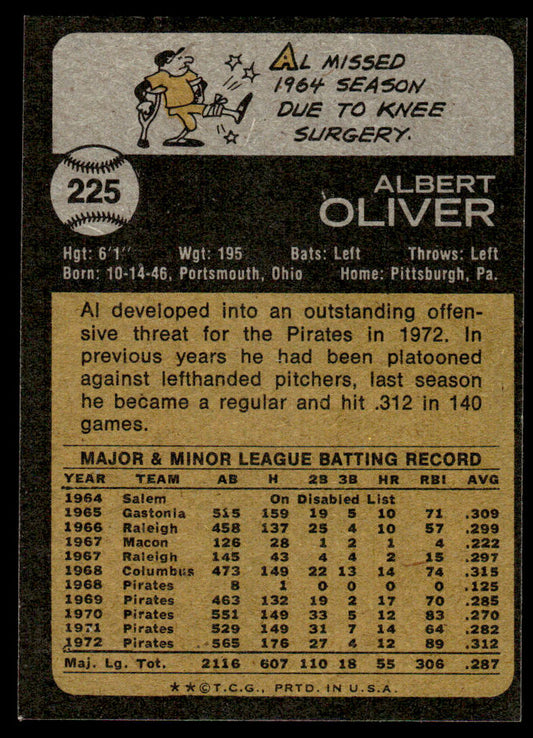 AL MISSED
1964 SEASON
DUE TO KNEE
SURGERY.
225
ALBERT
OLIVER
Hgt: 6'1" Wgt: 195 Bats: Left Throws: Left
Born: 10-14-46, Portsmouth, Ohio Home: Pittsburgh, Pa.
Al developed into an outstanding offen-
sive threat for the Pirates in 1972. In
previous years he had been platooned
against lefthanded pitchers, last season
he became a regular and hit .312 in 140
games.
MAJOR & MINOR LEAGUE BATTING RECORD
YEAR TEAM AB H 2B 3B HR RBI AVG
1964 Salem On Disabled List
1965 Gastonia 515 159 19 5 10 71 .309
1966 Raleigh 458 137 25 4 10 57 .299
1967 Macon 126 28 1 2 1 4 .222
1967 Raleigh 145 43 4 4 2 15 .297
1968 Columbus 473 149 22 13 14 74 .315
1968 Pirates 8 1 0 0 0 0 .125
1969 Pirates 463 132 19 2 17 70 .285
1970 Pirates 551 149 33 5 12 83 .270
1971 Pirates 529 149 31 7 14 64 .282
1972 Pirates 565 176 27 4 12 89 .312
Maj. Lg. Tot. 2116 607 110 18 55 306 .287
**©T.C.G., PRTD. IN U.S.A.